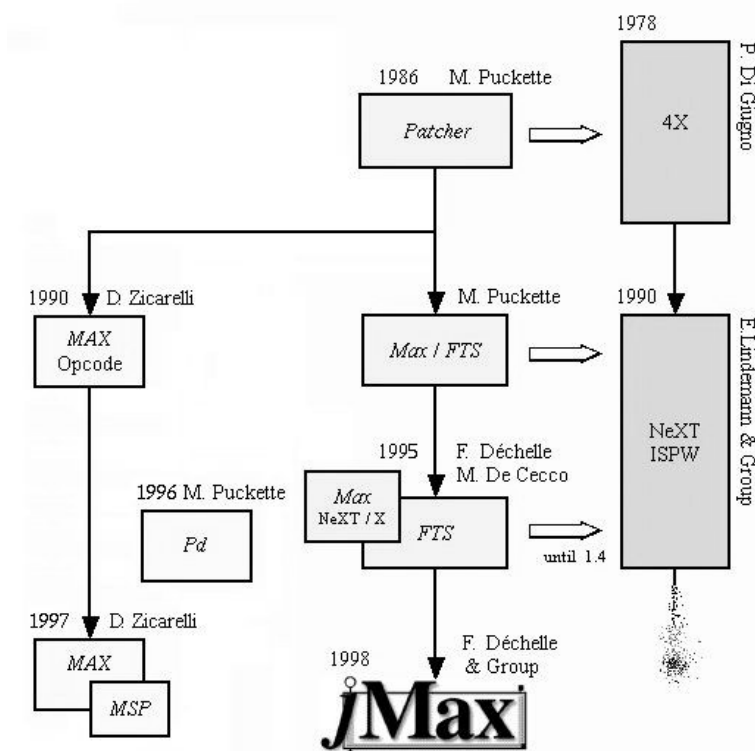 1978
P. Di Giugno
1986 M. Puckette
Patcher
4X
1990 D. Zicarelli
M. Puckette
1990
MAX
Opcode
Max / FTS
E.Lindemann & Group
NeXT
ISPW
1995 F. Déchelle
M. De Cecco
Max
NeXT / X
FTS
until 1.4
1996 M. Puckette
Pd
1997 D. Zicarelli
MAX
MSP
F. Déchelle
& Group
1998
jMax